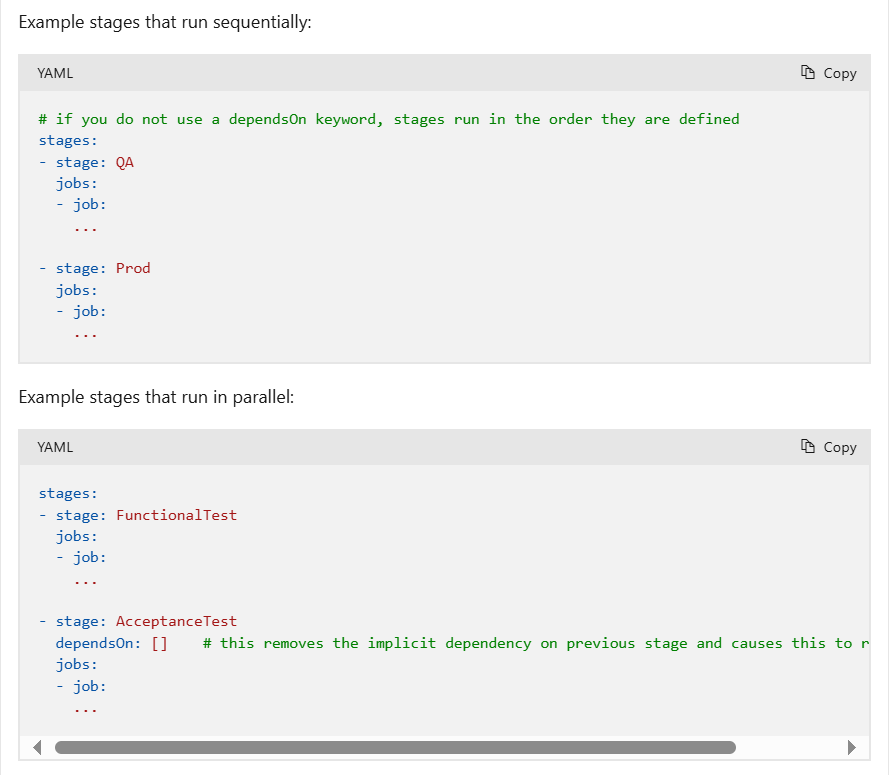 Example stages that run sequentially:
YAML
Copy
# if you do not use a dependsOn keyword, stages run in the order they are defined
stages:
- stage: QA
  jobs:
  - job:
    ...

- stage: Prod
  jobs:
  - job:
    ...
Example stages that run in parallel:
YAML
Copy
stages:
- stage: FunctionalTest
  jobs:
  - job:
    ...

- stage: AcceptanceTest
  dependsOn: []    # this removes the implicit dependency on previous stage and causes this to r
  jobs:
  - job:
    ...